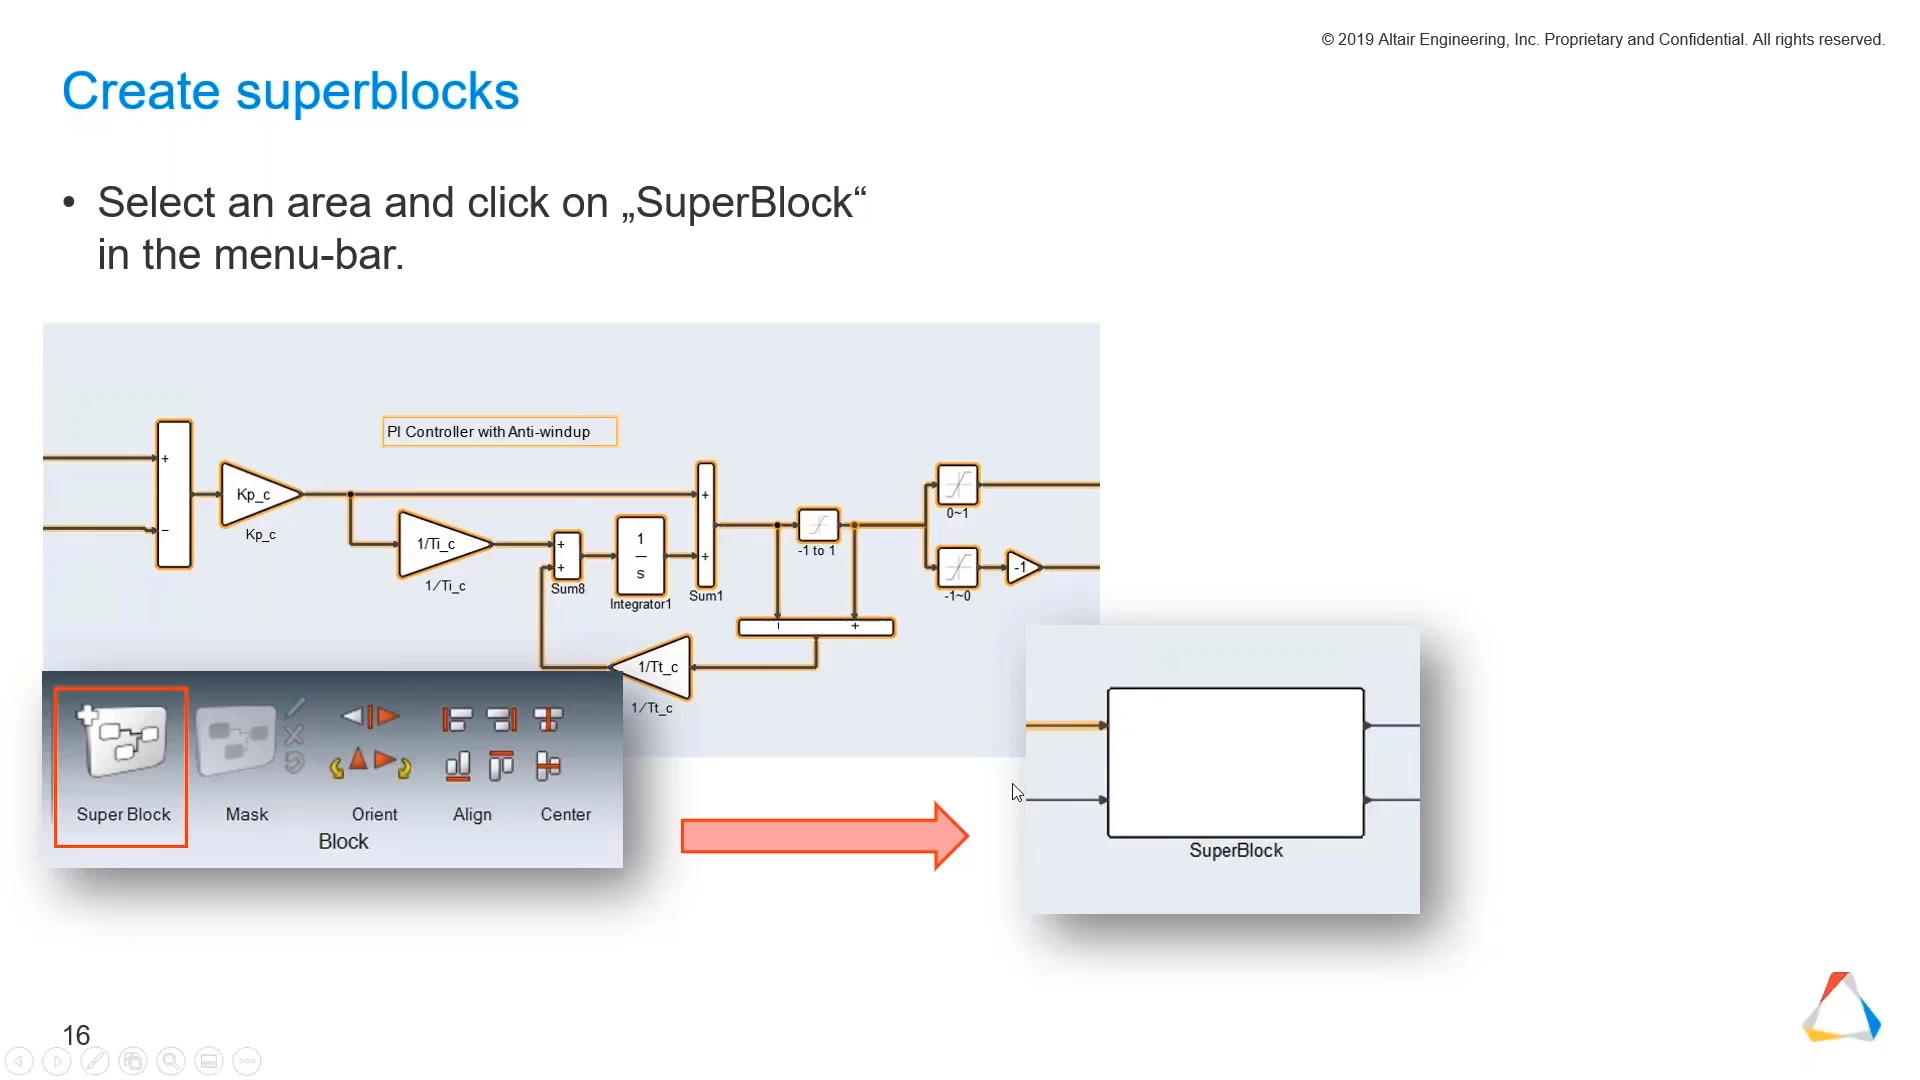 © 2019 Altair Engineering, Inc. Proprietary and Confidential. All rights reserved.
Create superblocks
• Select an area and click on „SuperBlock“
in the menu-bar.
PI Controller with Anti-windup
+
−
Kp_c
Kp_c
1/Ti_c
1/Ti_c
+
+
Sum8
1
s
Integrator1
+
+
Sum1
-1 to 1
0~1
-1~0
-1
−
+
1/Tt_c
1/Tt_c
Super Block
Mask
Orient
Align
Center
Block
SuperBlock
16